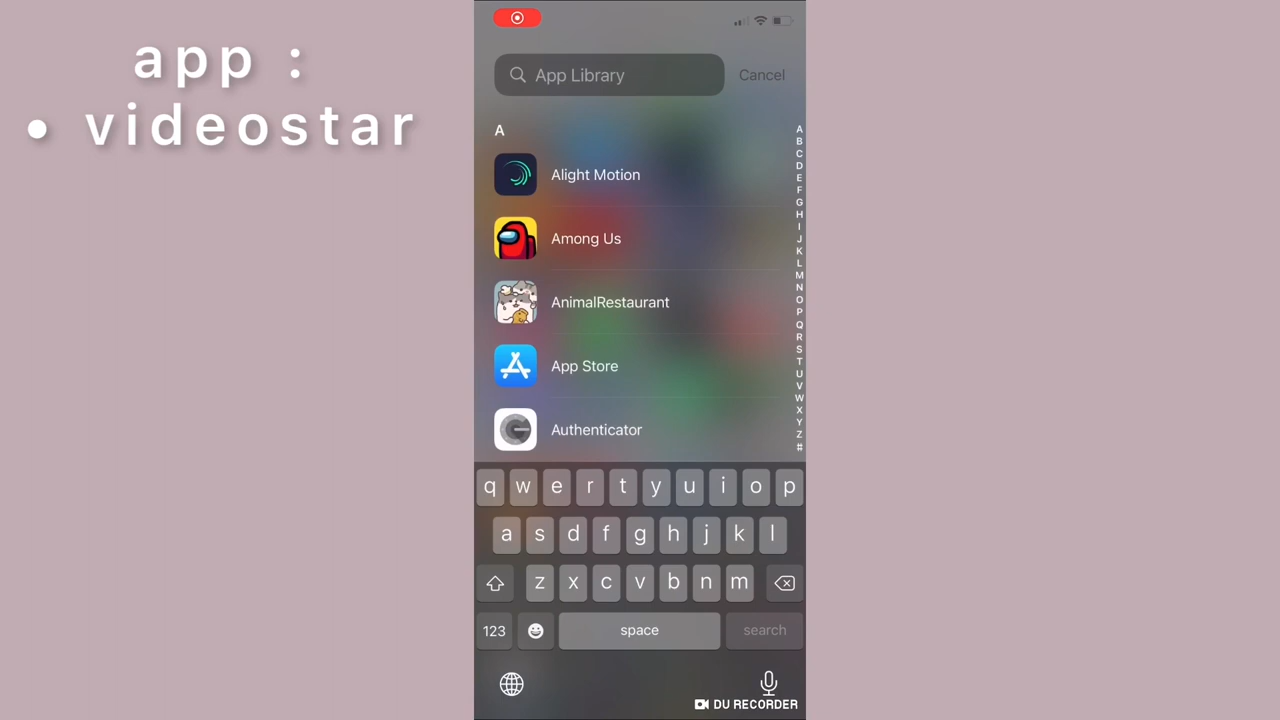 app :
• videostar
App Library
Cancel
A
Alight Motion
Among Us
AnimalRestaurant
App Store
Authenticator
A
B
C
D
E
F
G
H
I
J
K
L
M
N
O
P
Q
R
S
T
U
V
W
X
Y
Z
#
q w e r t y u i o p
a s d f g h j k l
z x c v b n m
123
space
search
DU RECORDER